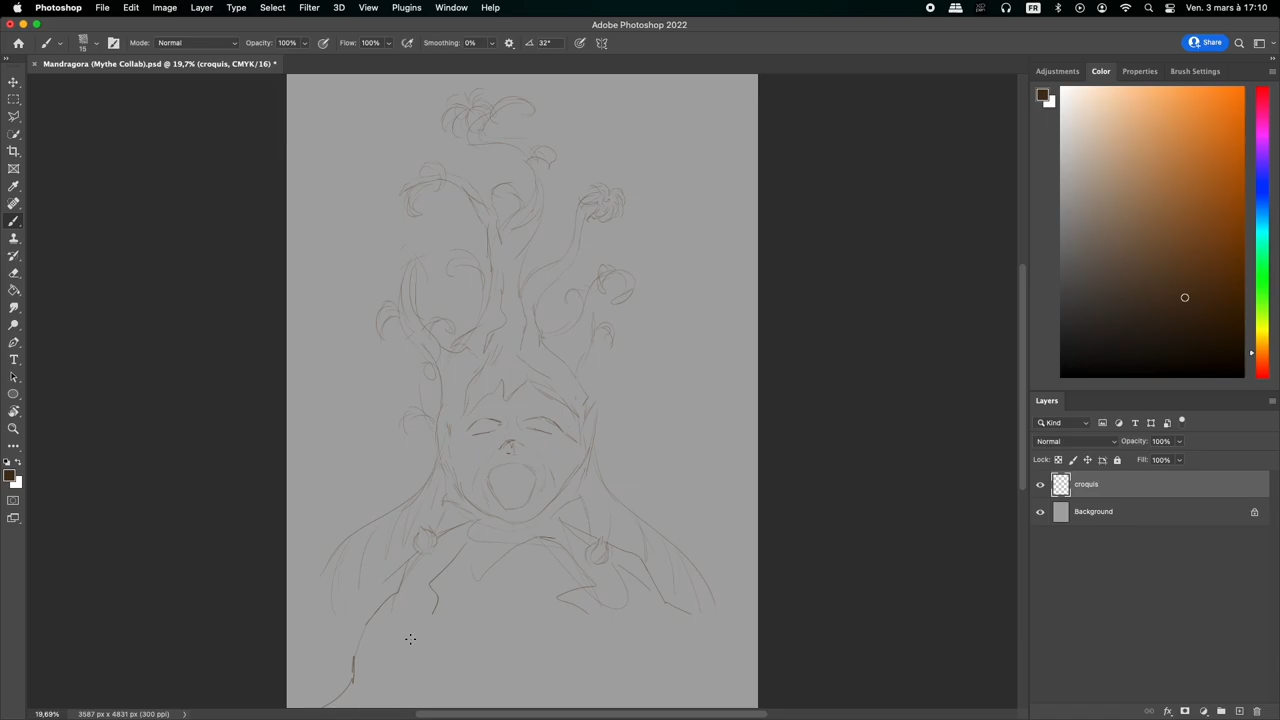 Photoshop File Edit Image Layer Type Select Filter 3D View Plugins Window Help FR Ven. 3 mars à 17:10
Adobe Photoshop 2022
15 Mode: Normal Opacity: 100% Flow: 100% Smoothing: 0% 32° Share
Mandragora (Mythe Collab).psd @ 19,7% (croquis, CMYK/16) *
Adjustments Color Properties Brush Settings
Layers
Kind
Normal Opacity: 100%
Lock: Fill: 100%
croquis
Background
19,69% 3587 px x 4831 px (300 ppi)